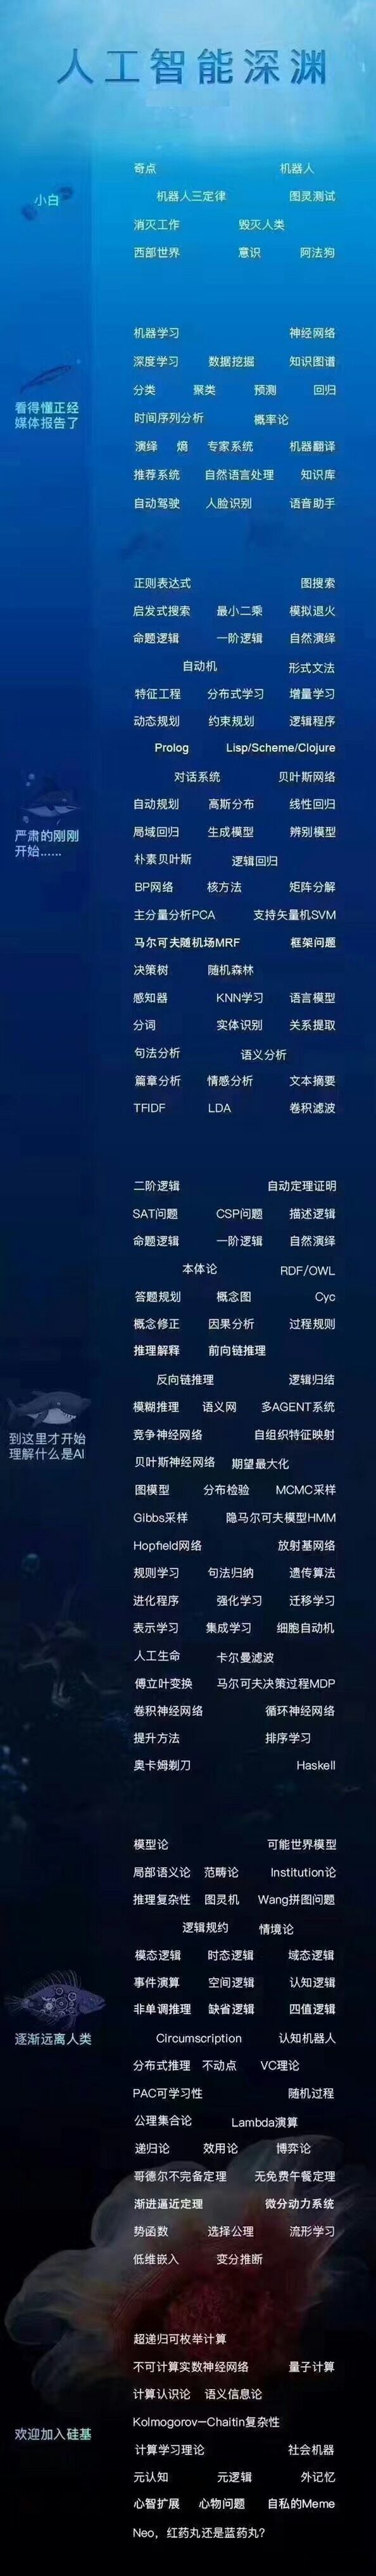 人工智能深渊
奇点 机器人
小白
机器人三定律 图灵测试
消灭工作 毁灭人类
西部世界 意识 阿法狗
机器学习 神经网络
深度学习 数据挖掘 知识图谱
分类 聚类 预测 回归
看得懂正经
媒体报告了
时间序列分析 概率论
演绎 熵 专家系统 机器翻译
推荐系统 自然语言处理 知识库
自动驾驶 人脸识别 语音助手
正则表达式 图搜索
启发式搜索 最小二乘 模拟退火
命题逻辑 一阶逻辑 自然演绎
自动机 形式文法
特征工程 分布式学习 增量学习
动态规划 约束规划 逻辑程序
Prolog Lisp/Scheme/Clojure
对话系统 贝叶斯网络
自动规划 高斯分布 线性回归
严肃的刚刚
开始......
局域回归 生成模型 辨别模型
朴素贝叶斯 逻辑回归
BP网络 核方法 矩阵分解
主分量分析PCA 支持矢量机SVM
马尔可夫随机场MRF 框架问题
决策树 随机森林
感知器 KNN学习 语言模型
分词 实体识别 关系提取
句法分析 语义分析
篇章分析 情感分析 文本摘要
TFIDF LDA 卷积滤波
二阶逻辑 自动定理证明
SAT问题 CSP问题 描述逻辑
命题逻辑 一阶逻辑 自然演绎
本体论 RDF/OWL
答题规划 概念图 Cyc
概念修正 因果分析 过程规则
推理解释 前向链推理
反向链推理 逻辑归结
模糊推理 语义网 多AGENT系统
到这里才开始
理解什么是AI
竞争神经网络 自组织特征映射
贝叶斯神经网络 期望最大化
图模型 分布检验 MCMC采样
Gibbs采样 隐马尔可夫模型HMM
Hopfield网络 放射基网络
规则学习 句法归纳 遗传算法
进化程序 强化学习 迁移学习
表示学习 集成学习 细胞自动机
人工生命 卡尔曼滤波
傅立叶变换 马尔可夫决策过程MDP
卷积神经网络 循环神经网络
提升方法 排序学习
奥卡姆剃刀 Haskell
模型论 可能世界模型
局部语义论 范畴论 Institution论
推理复杂性 图灵机 Wang拼图问题
逻辑规约 情境论
模态逻辑 时态逻辑 域态逻辑
事件演算 空间逻辑 认知逻辑
非单调推理 缺省逻辑 四值逻辑
逐渐远离人类
Circumscription 认知机器人
分布式推理 不动点 VC理论
PAC可学习性 随机过程
公理集合论 Lambda演算
递归论 效用论 博弈论
哥德尔不完备定理 无免费午餐定理
渐进逼近定理 微分动力系统
势函数 选择公理 流形学习
低维嵌入 变分推断
超递归可枚举计算
不可计算实数神经网络 量子计算
计算认识论 语义信息论
欢迎加入硅基
Kolmogorov—Chaitin复杂性
计算学习理论 社会机器
元认知 元逻辑 外记忆
心智扩展 心物问题 自私的Meme
Neo，红药丸还是蓝药丸?